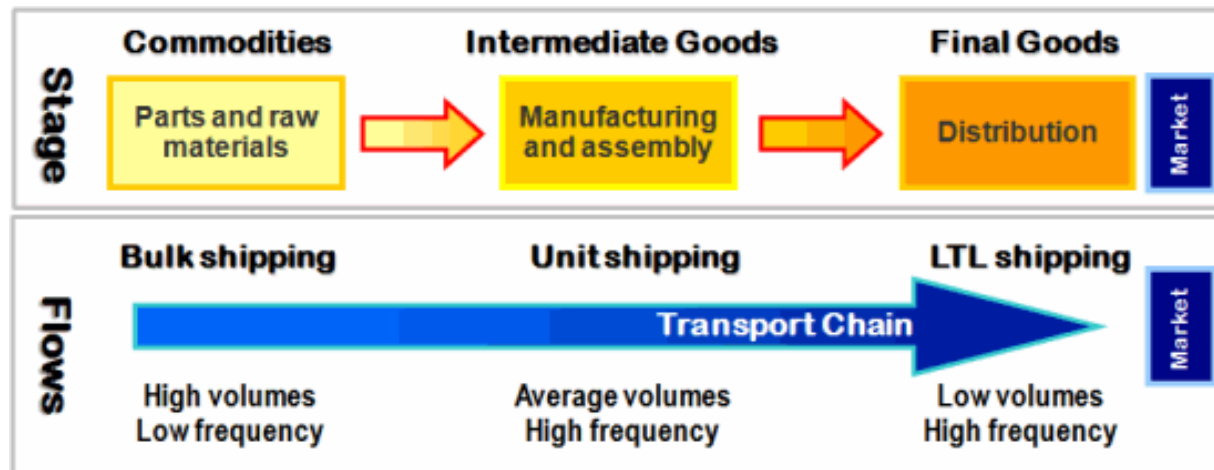 Stage
Commodities
Intermediate Goods
Final Goods
Parts and raw
materials
Manufacturing
and assembly
Distribution
Market
Flows
Bulk shipping
Unit shipping
LTL shipping
Transport Chain
Market
High volumes
Low frequency
Average volumes
High frequency
Low volumes
High frequency